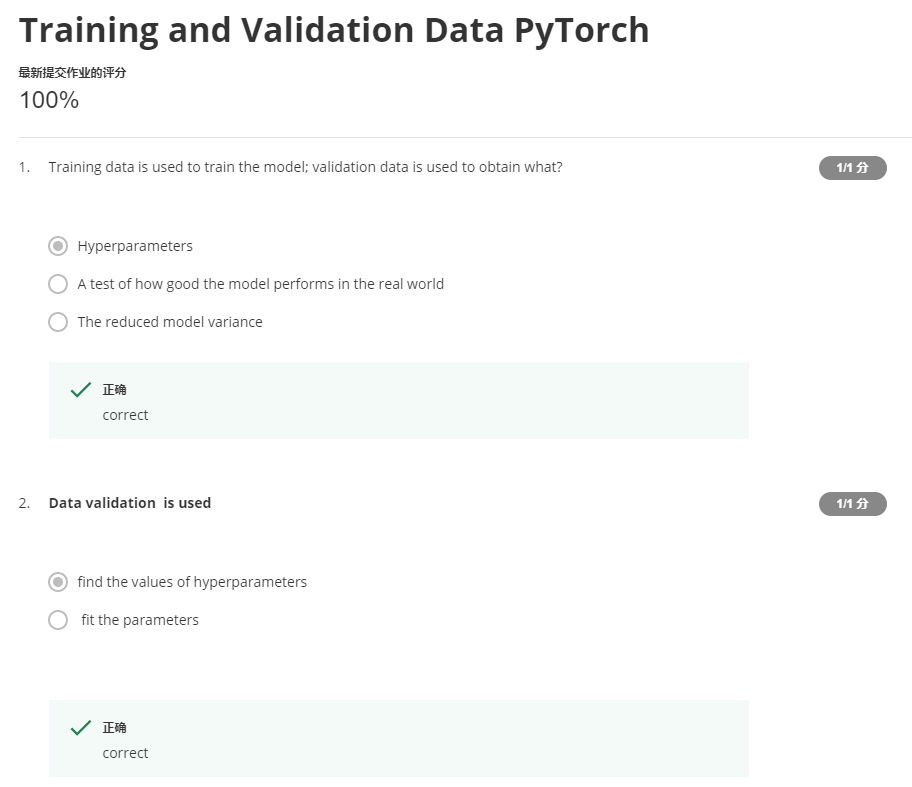 Training and Validation Data PyTorch
最新提交作业的评分
100%
1. Training data is used to train the model; validation data is used to obtain what?
1/1 分
Hyperparameters
A test of how good the model performs in the real world
The reduced model variance
正确
correct
2. Data validation is used
1/1 分
find the values of hyperparameters
fit the parameters
正确
correct